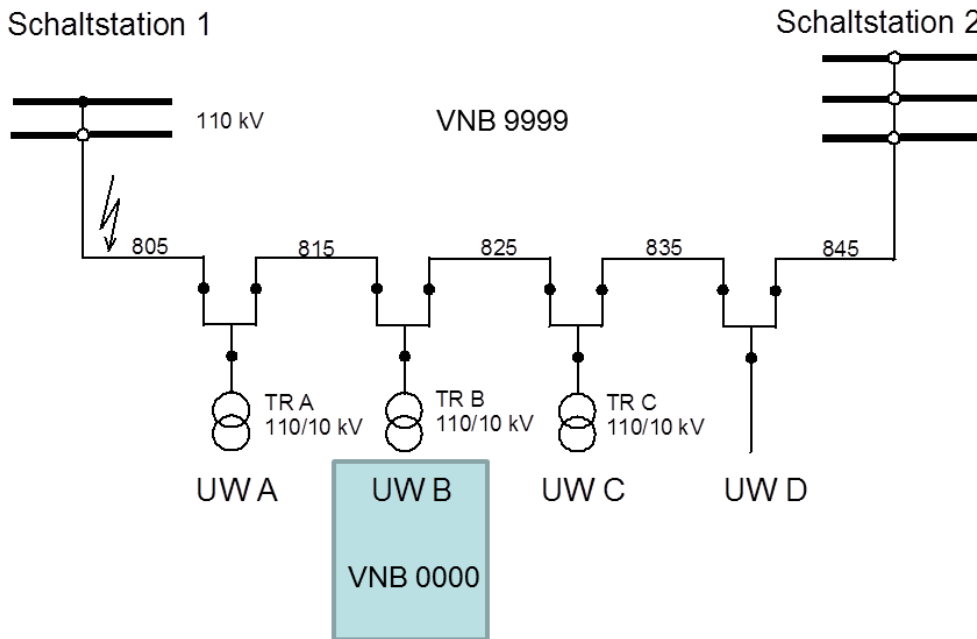 Schaltstation 1
Schaltstation 2
110 kV
VNB 9999
805
815
825
835
845
TR A
110/10 kV
TR B
110/10 kV
TR C
110/10 kV
UW A
UW B
UW C
UW D
VNB 0000